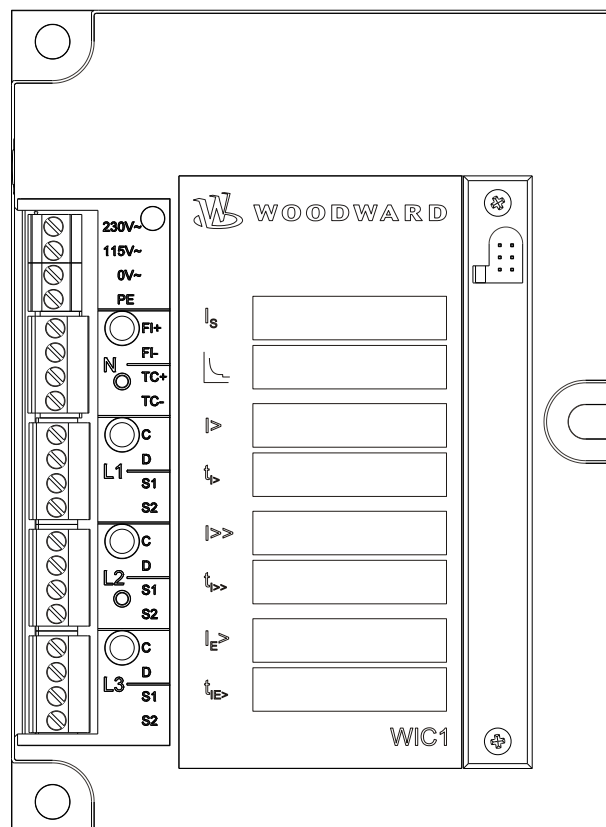 WOODWARD
230V~
115V~
0V~
PE
FI+
FI-
N
TC+
TC-
C
D
L1
S1
S2
C
D
L2
S1
S2
C
D
L3
S1
S2
IS
I>
tI>
I>>
tI>>
IE>
tIE>
WIC1